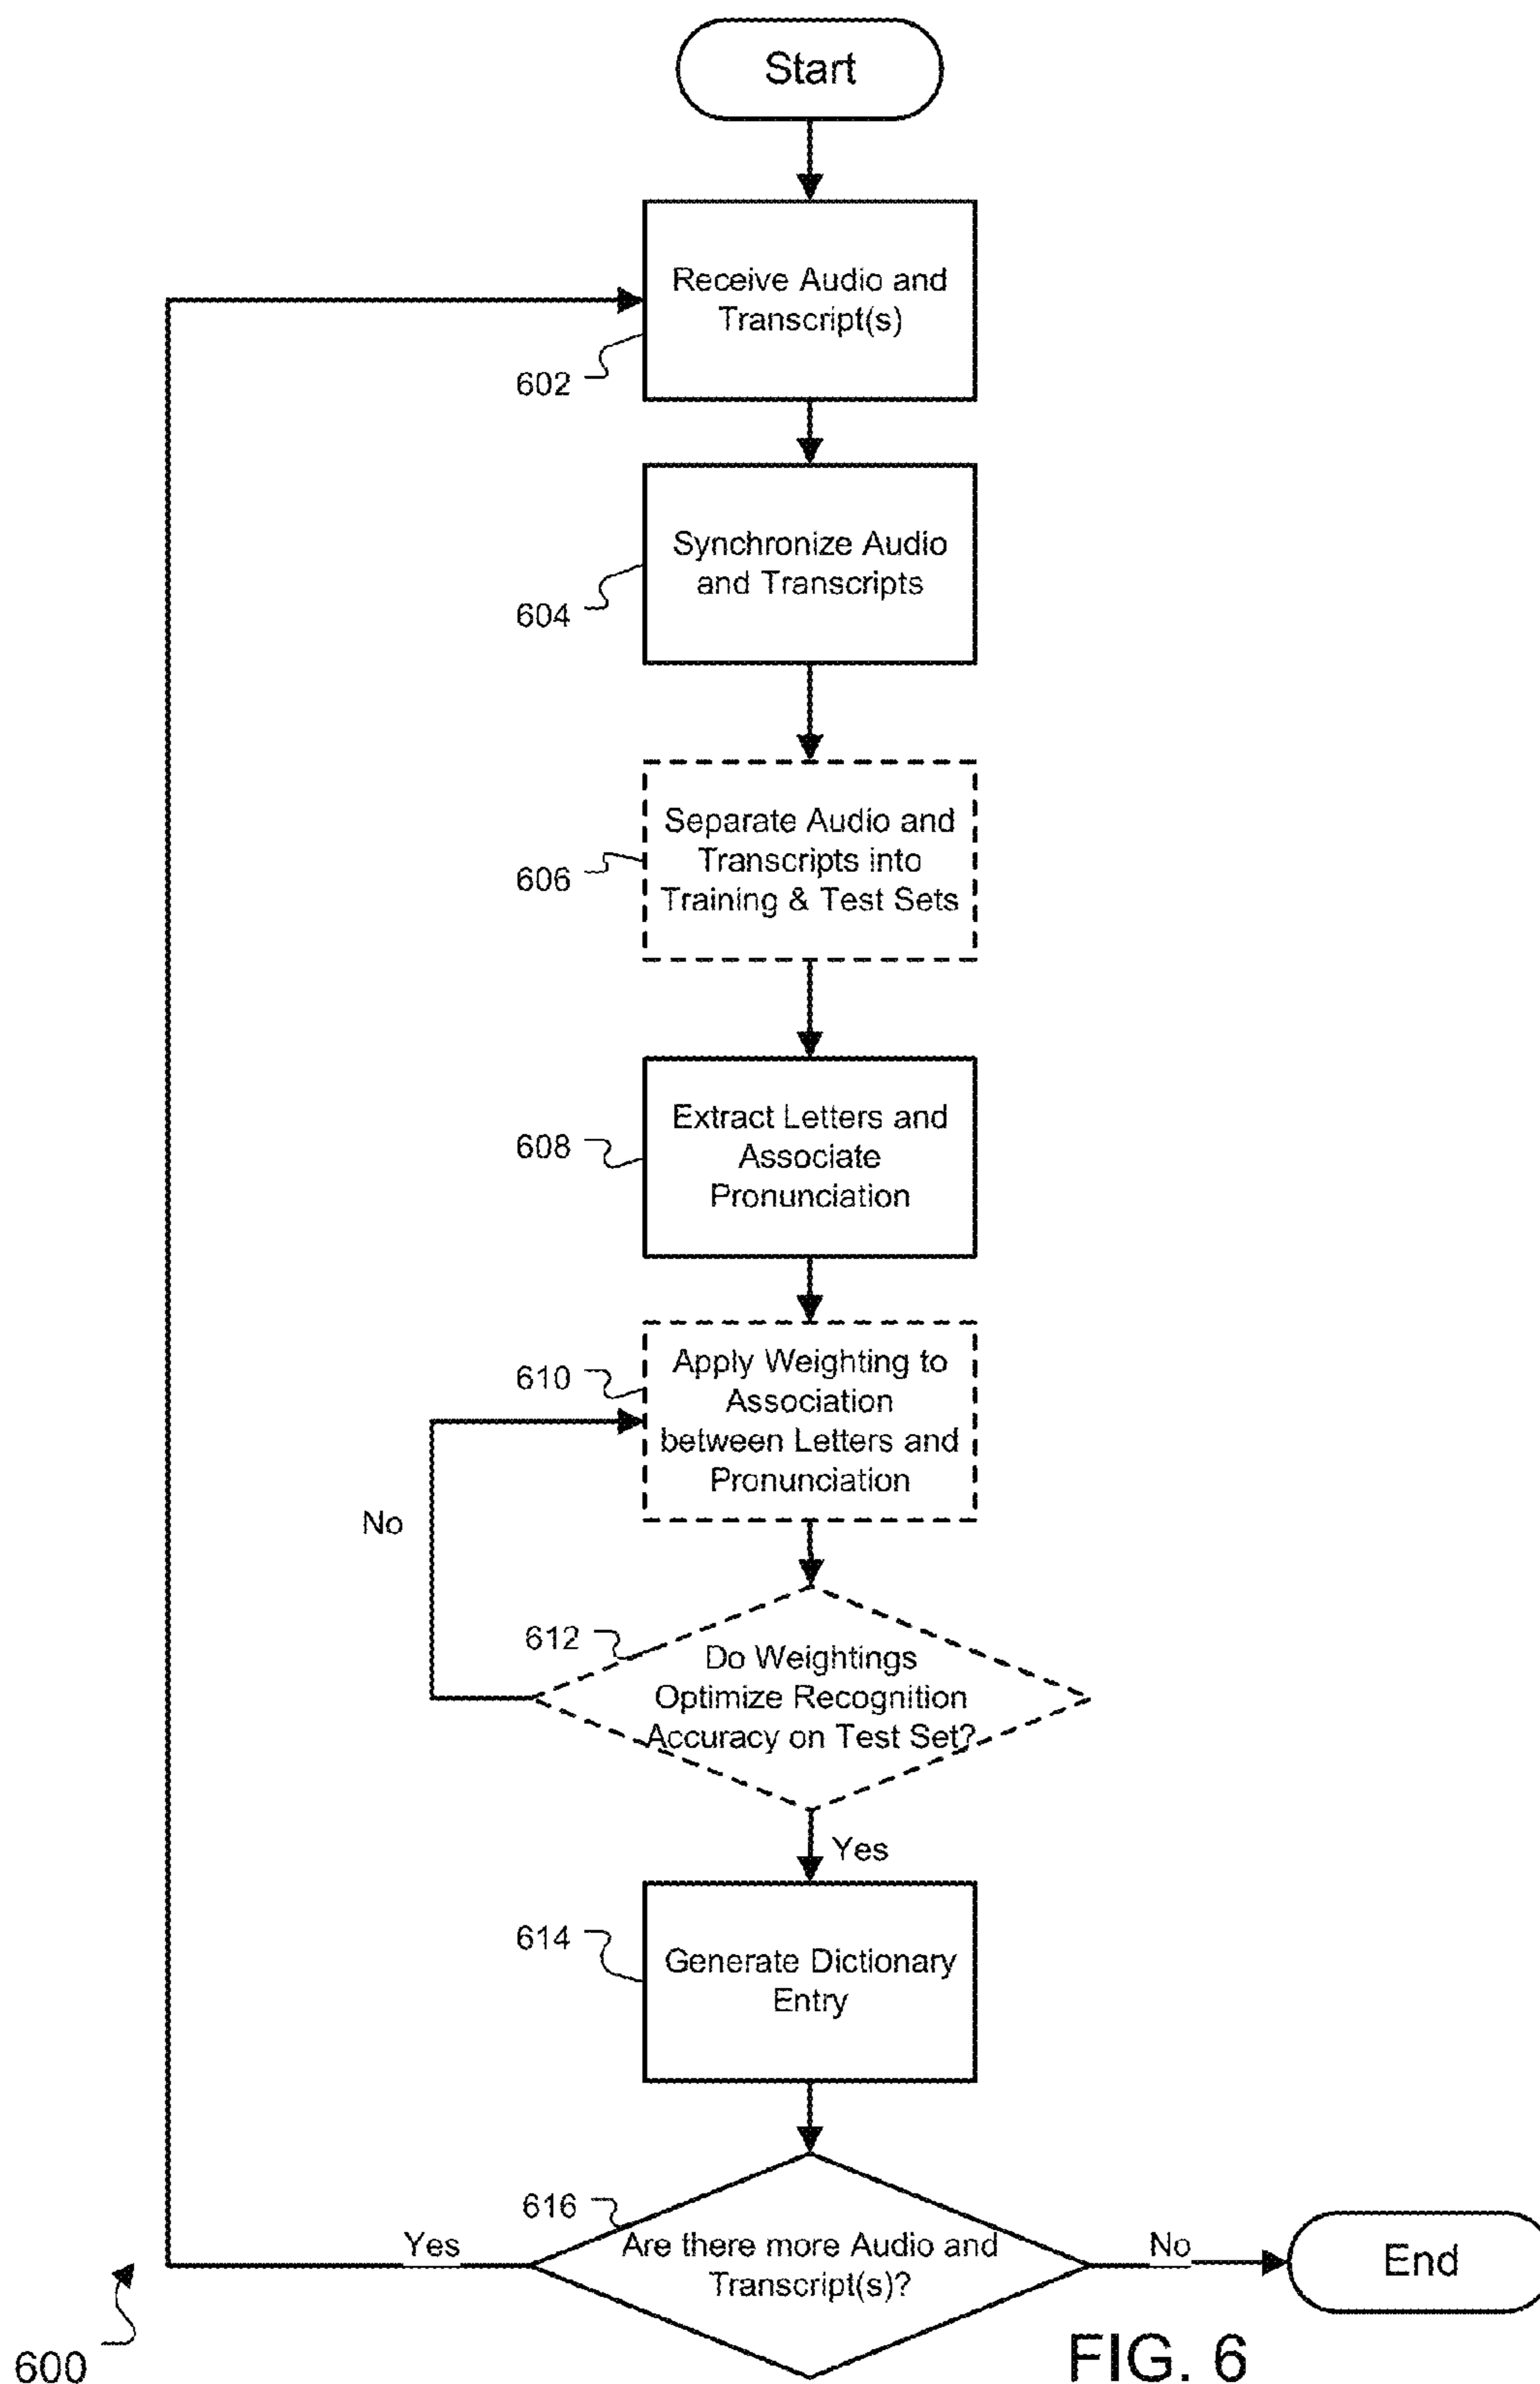 Start
Receive Audio and
Transcript(s)
602
Synchronize Audio
and Transcripts
604
Separate Audio and
Transcripts into
Training & Test Sets
606
Extract Letters and
Associate
Pronunciation
608
Apply Weighting to
Association
between Letters and
Pronunciation
610
No
612
Do Weightings
Optimize Recognition
Accuracy on Test Set?
Yes
614
Generate Dictionary
Entry
616
Are there more Audio and
Transcript(s)?
Yes
No
End
600
FIG. 6